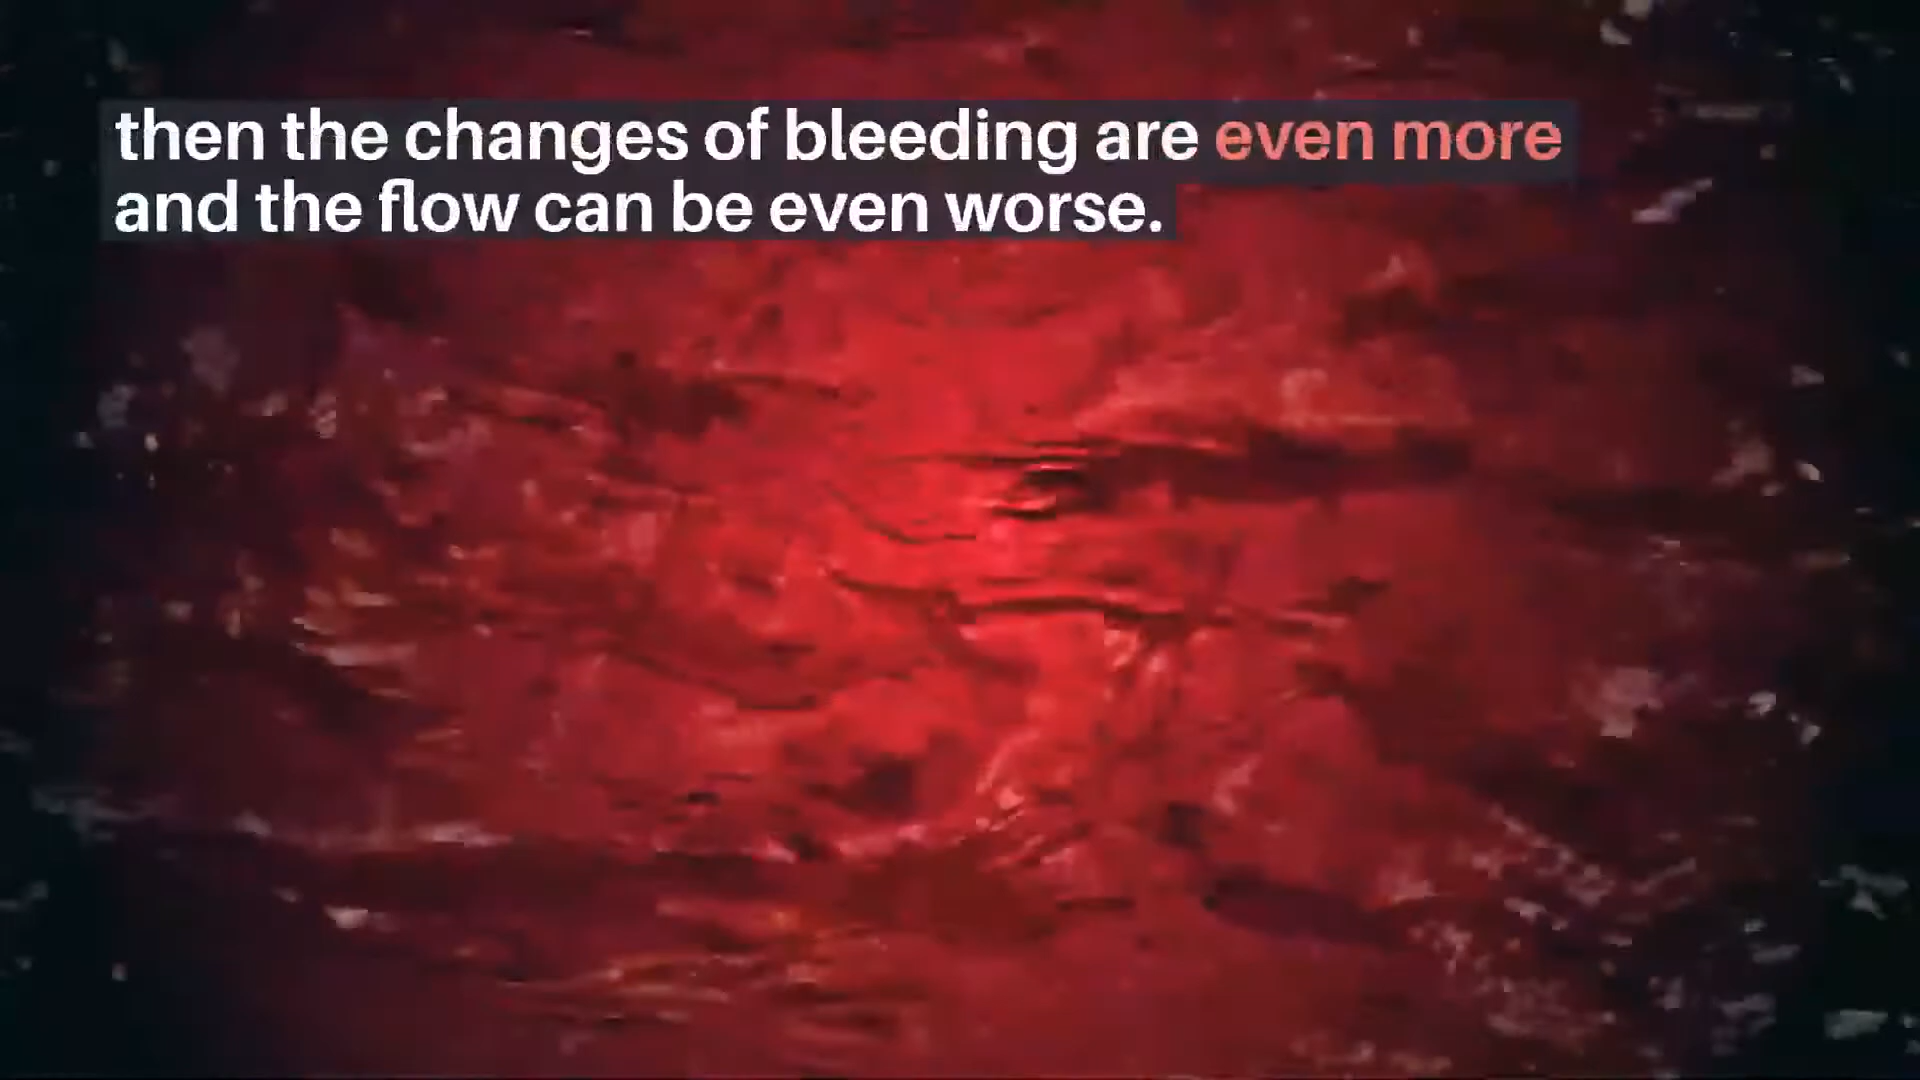 then the changes of bleeding are even more
and the flow can be even worse.